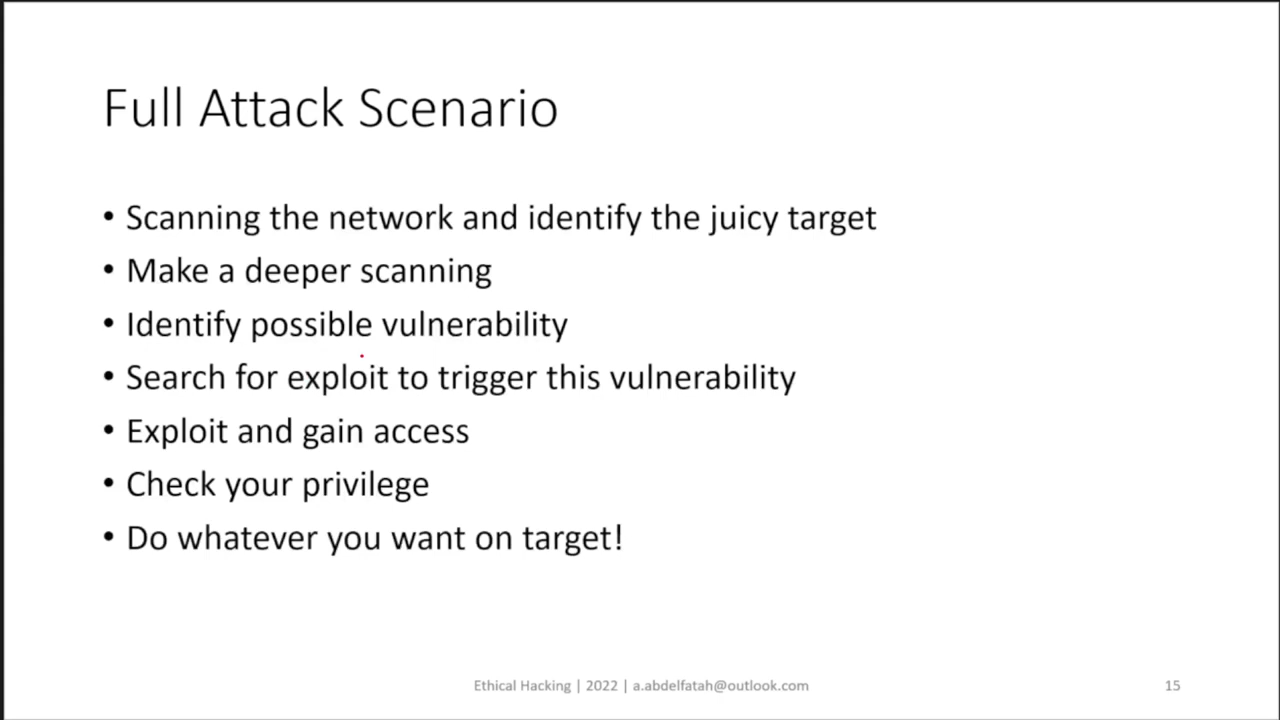 Full Attack Scenario
• Scanning the network and identify the juicy target
• Make a deeper scanning
• Identify possible vulnerability
• Search for exploit to trigger this vulnerability
• Exploit and gain access
• Check your privilege
• Do whatever you want on target!
Ethical Hacking | 2022 | a.abdelfatah@outlook.com
15